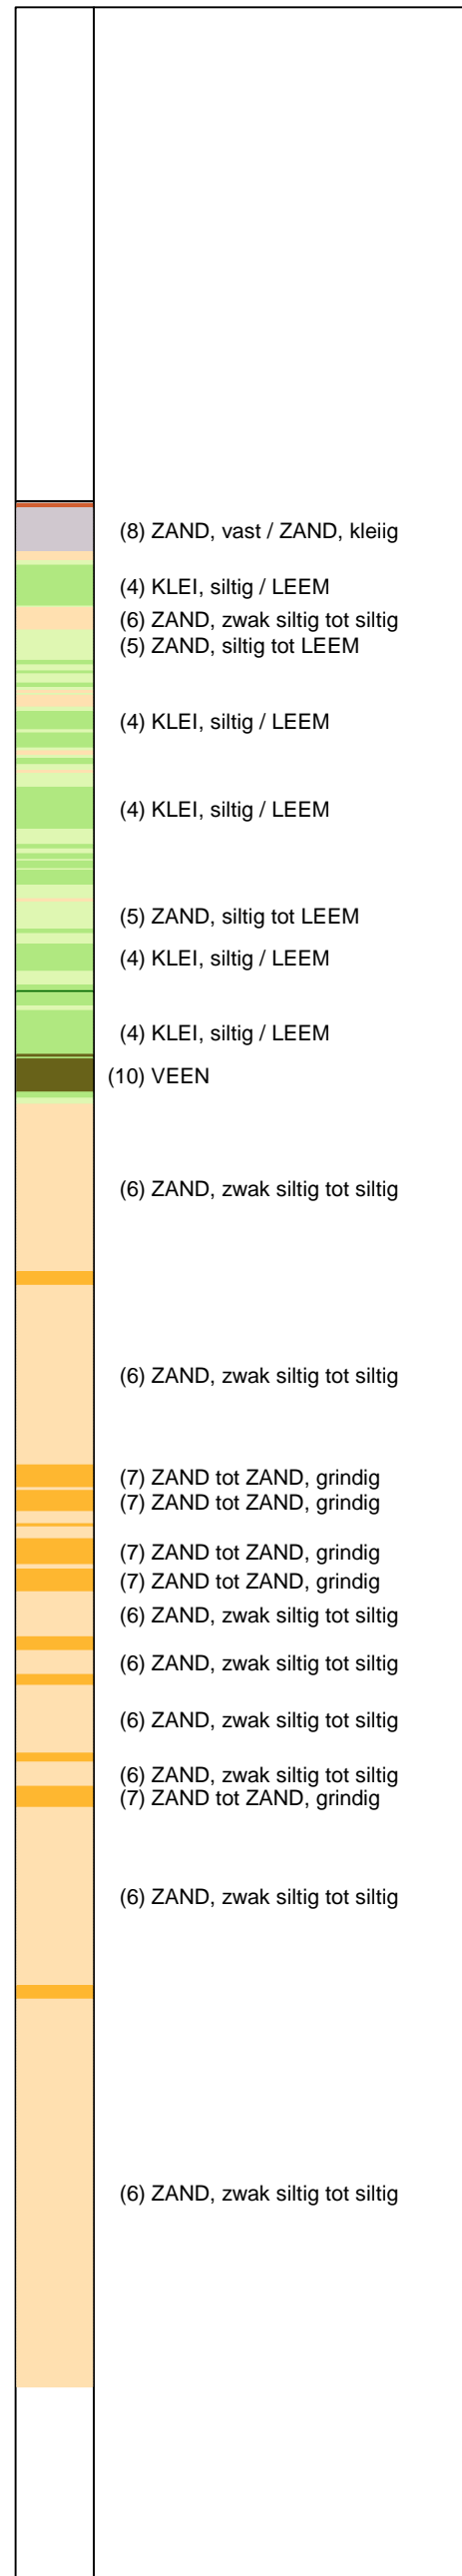 (8) ZAND, vast / ZAND, kleiig
(4) KLEI, siltig / LEEM
(6) ZAND, zwak siltig tot siltig
(5) ZAND, siltig tot LEEM
(4) KLEI, siltig / LEEM
(4) KLEI, siltig / LEEM
(5) ZAND, siltig tot LEEM
(4) KLEI, siltig / LEEM
(4) KLEI, siltig / LEEM
(10) VEEN
(6) ZAND, zwak siltig tot siltig
(6) ZAND, zwak siltig tot siltig
(7) ZAND tot ZAND, grindig
(7) ZAND tot ZAND, grindig
(7) ZAND tot ZAND, grindig
(7) ZAND tot ZAND, grindig
(6) ZAND, zwak siltig tot siltig
(6) ZAND, zwak siltig tot siltig
(6) ZAND, zwak siltig tot siltig
(6) ZAND, zwak siltig tot siltig
(7) ZAND tot ZAND, grindig
(6) ZAND, zwak siltig tot siltig
(6) ZAND, zwak siltig tot siltig